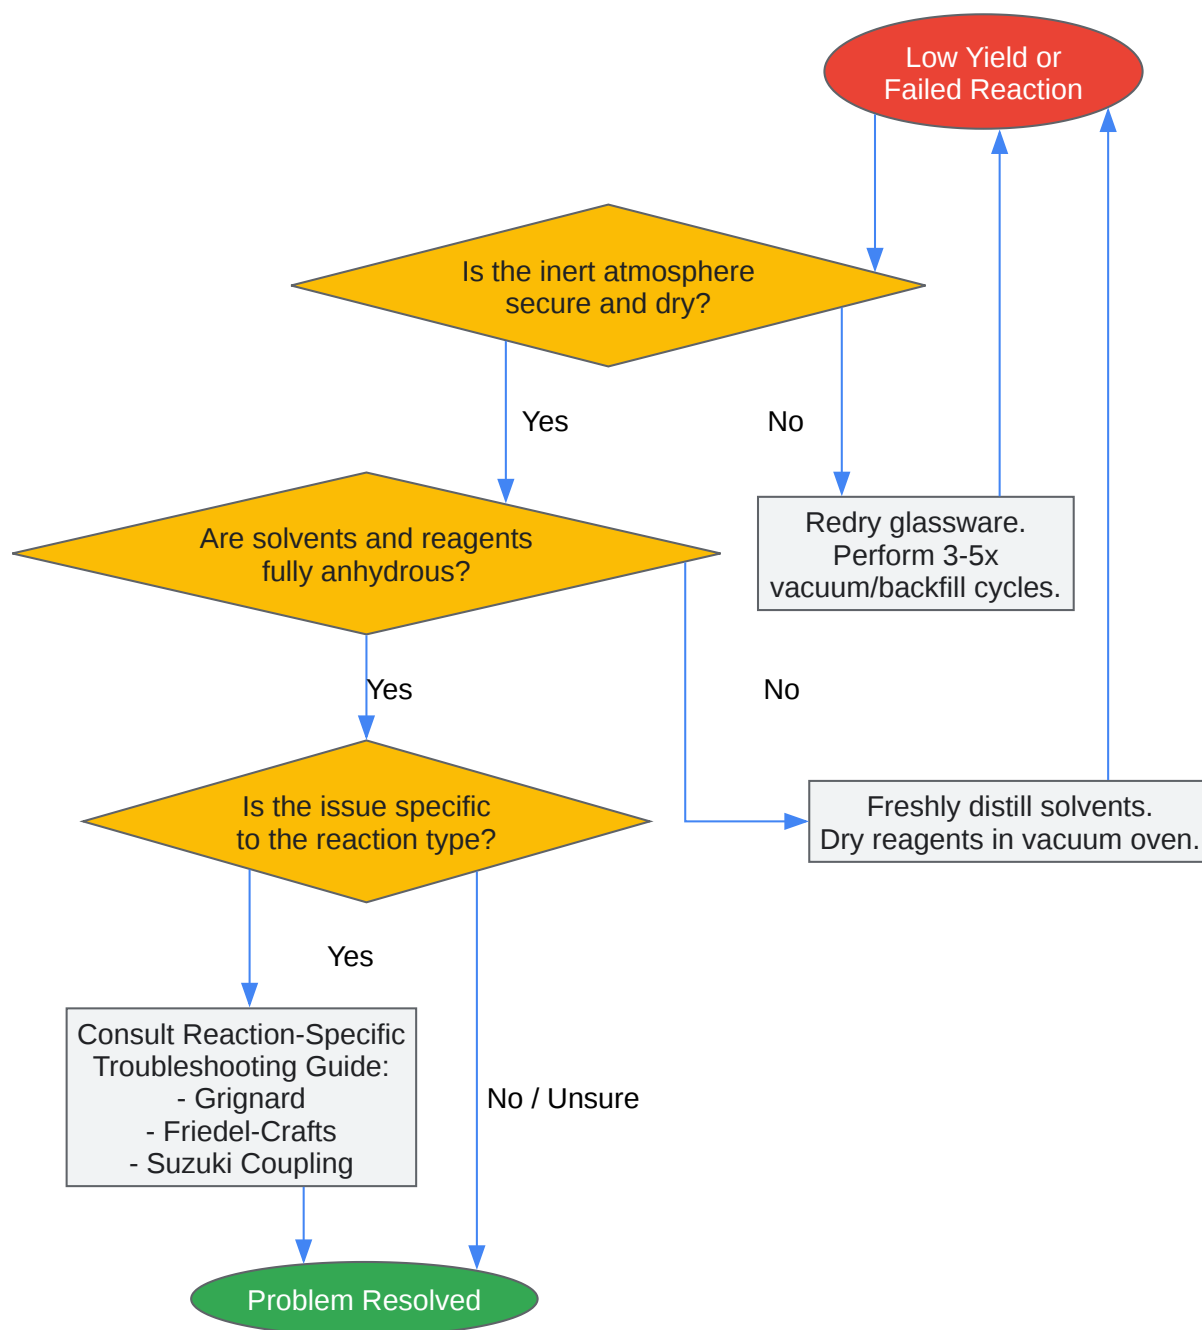 Low Yield or
Failed Reaction
Is the inert atmosphere
secure and dry?
Yes
No
Redry glassware.
Perform 3-5x
vacuum/backfill cycles.
Are solvents and reagents
fully anhydrous?
Yes
No
Freshly distill solvents.
Dry reagents in vacuum oven.
Is the issue specific
to the reaction type?
Yes
No / Unsure
Consult Reaction-Specific
Troubleshooting Guide:
- Grignard
- Friedel-Crafts
- Suzuki Coupling
Problem Resolved